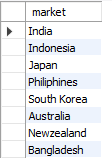 market
India
Indonesia
Japan
Philiphines
South Korea
Australia
Newzealand
Bangladesh